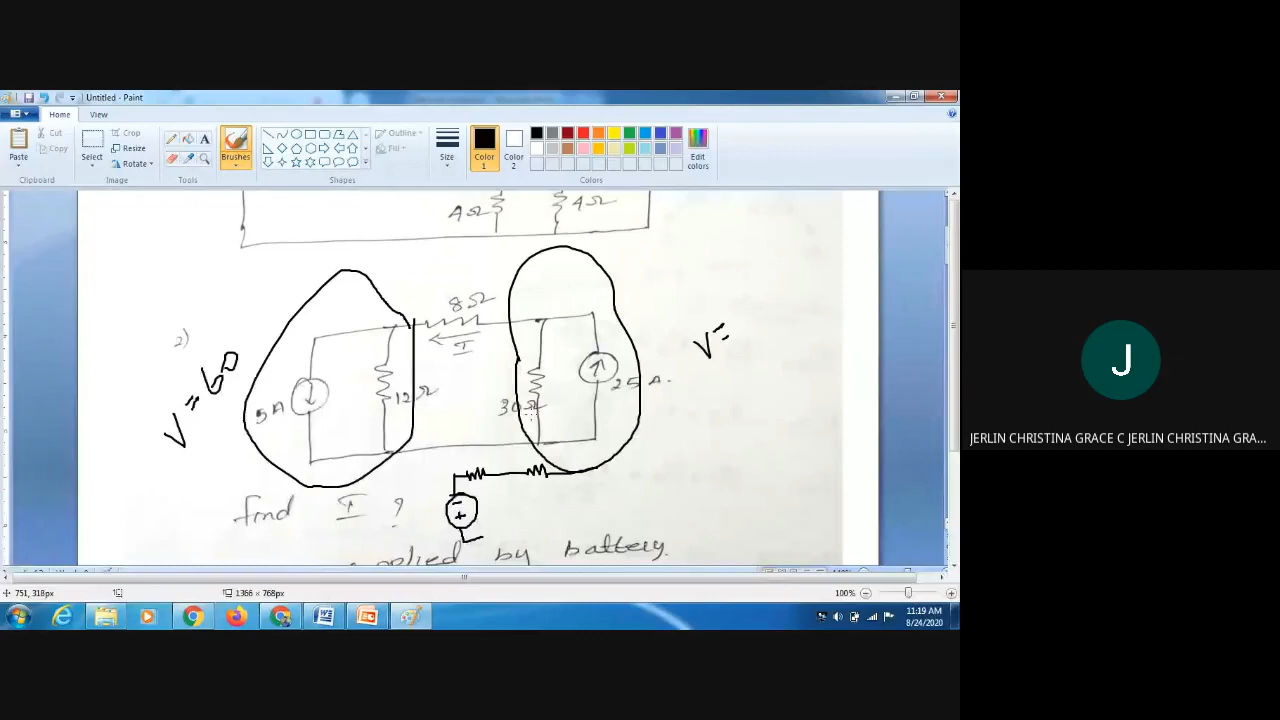 Untitled - Paint
Home View
Paste
Cut
Copy
Select
Crop
Resize
Rotate
Brushes
Outline
Fill
Size
Color 1
Color 2
Edit colors
Clipboard Image Tools Shapes Colors
4Ω 4Ω
2)
8Ω
I
V=60
V=
5A
12Ω
30Ω
25A.
find I ?
by battery.
751, 318px
1366 × 768px
100%
11:19 AM
8/24/2020
J
JERLIN CHRISTINA GRACE C JERLIN CHRISTINA GRA...